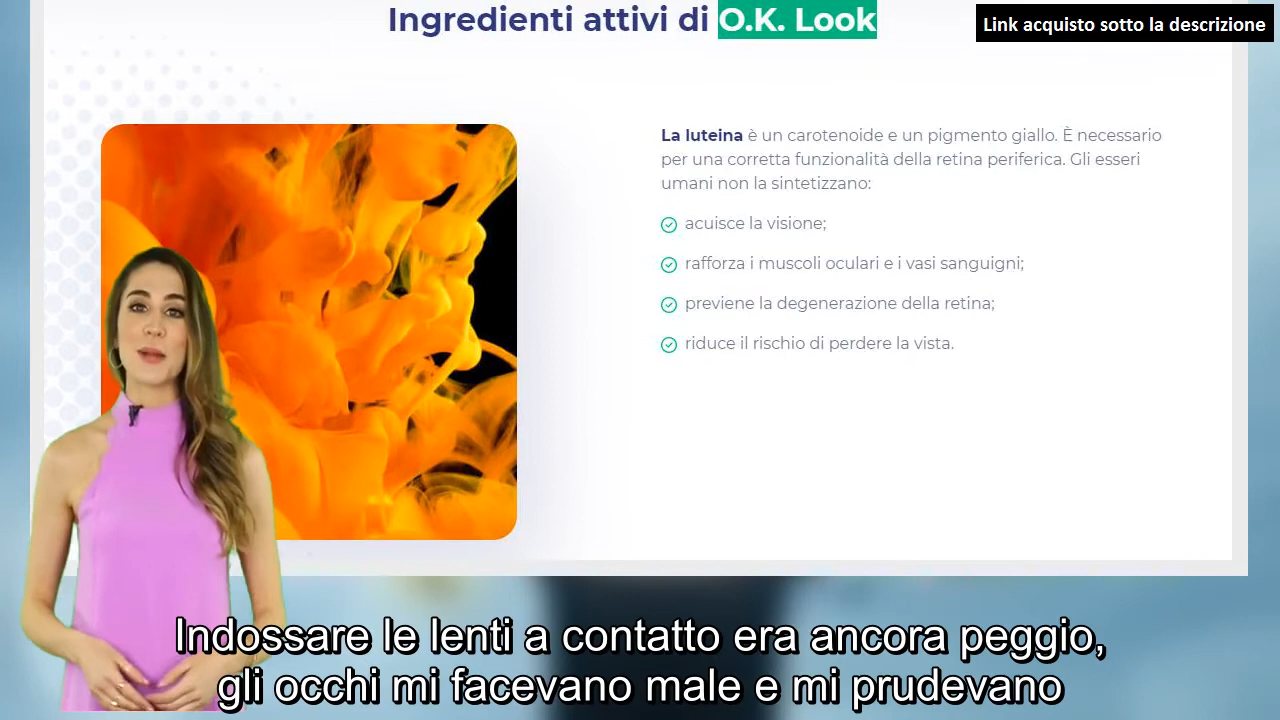 Ingredienti attivi di O.K. Look
Link acquisto sotto la descrizione
La luteina è un carotenoide e un pigmento giallo. È necessario
per una corretta funzionalità della retina periferica. Gli esseri
umani non la sintetizzano:
acuisce la visione;
rafforza i muscoli oculari e i vasi sanguigni;
previene la degenerazione della retina;
riduce il rischio di perdere la vista.
Indossare le lenti a contatto era ancora peggio,
gli occhi mi facevano male e mi prudevano